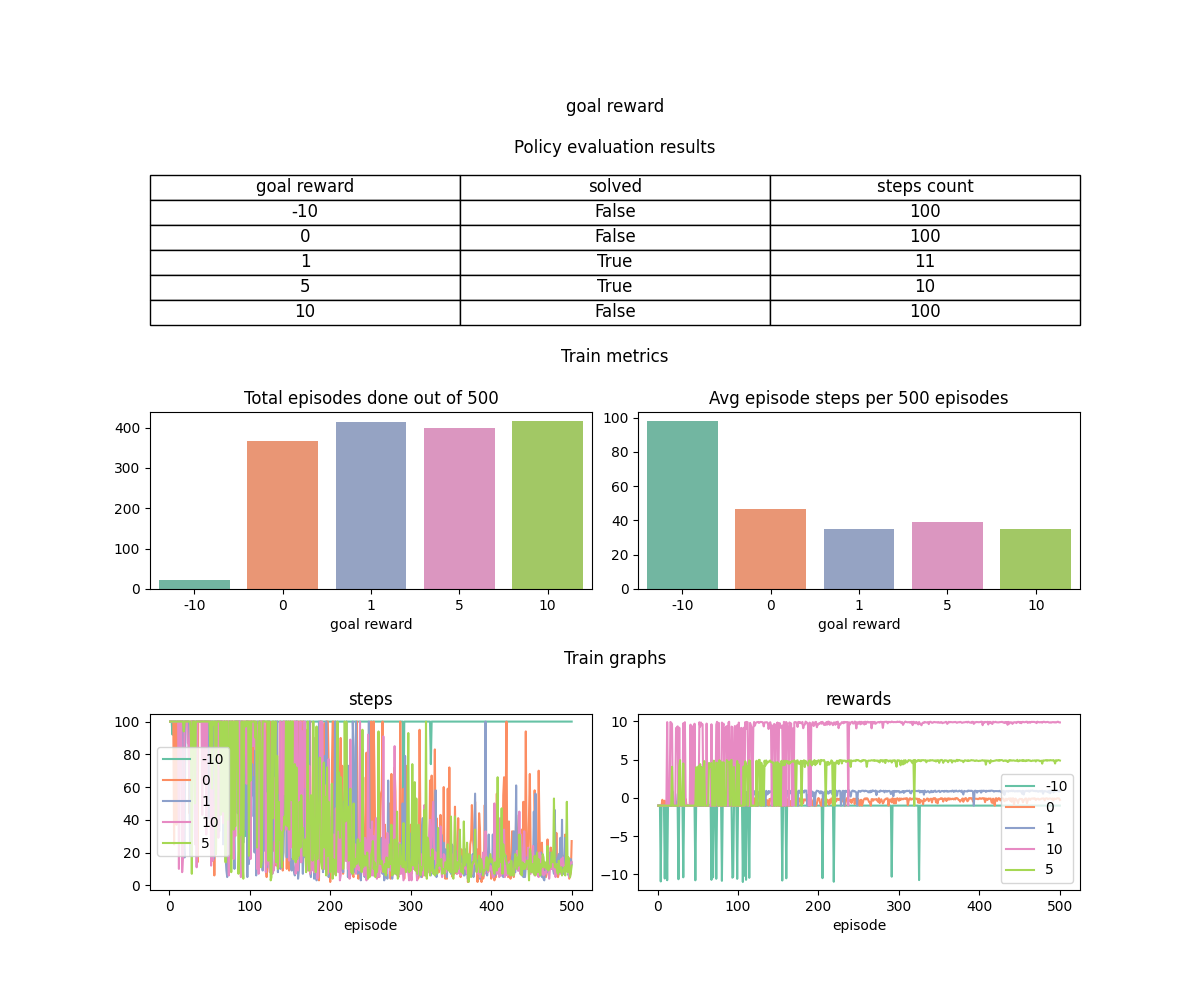 goal reward
Policy evaluation results
goal reward solved steps count
-10 False 100
0 False 100
1 True 11
5 True 10
10 False 100
Train metrics
Total episodes done out of 500
400
300
200
100
0
-10 0 1 5 10
goal reward
Avg episode steps per 500 episodes
100
80
60
40
20
0
-10 0 1 5 10
goal reward
Train graphs
steps
100
80
60
40
20
0
-10
0
1
10
5
0 100 200 300 400 500
episode
rewards
10
5
0
−5
−10
-10
0
1
10
5
0 100 200 300 400 500
episode